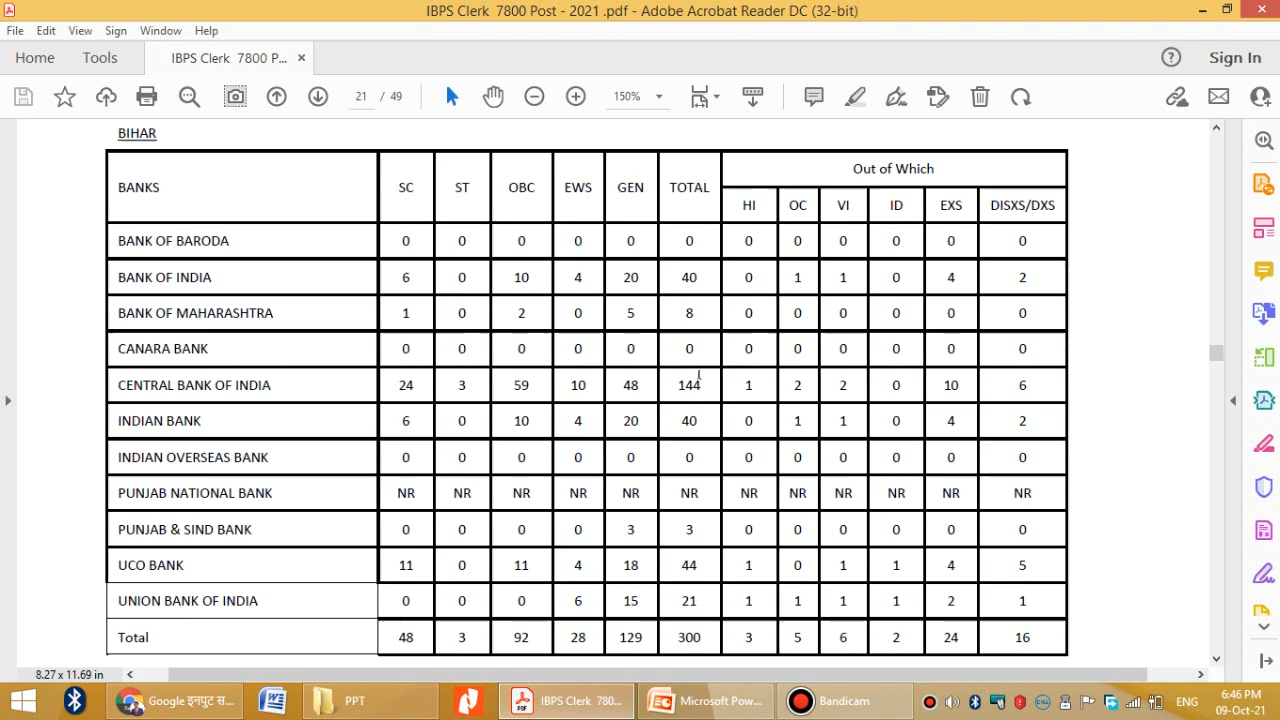 IBPS Clerk 7800 Post - 2021 .pdf - Adobe Acrobat Reader DC (32-bit)
File Edit View Sign Window Help
Home Tools IBPS Clerk 7800 P... × Sign In
21 / 49 150%
BIHAR
BANKS SC ST OBC EWS GEN TOTAL Out of Which
HI OC VI ID EXS DISXS/DXS
BANK OF BARODA 0 0 0 0 0 0 0 0 0 0 0 0
BANK OF INDIA 6 0 10 4 20 40 0 1 1 0 4 2
BANK OF MAHARASHTRA 1 0 2 0 5 8 0 0 0 0 0 0
CANARA BANK 0 0 0 0 0 0 0 0 0 0 0 0
CENTRAL BANK OF INDIA 24 3 59 10 48 144 1 2 2 0 10 6
INDIAN BANK 6 0 10 4 20 40 0 1 1 0 4 2
INDIAN OVERSEAS BANK 0 0 0 0 0 0 0 0 0 0 0 0
PUNJAB NATIONAL BANK NR NR NR NR NR NR NR NR NR NR NR NR
PUNJAB & SIND BANK 0 0 0 0 3 3 0 0 0 0 0 0
UCO BANK 11 0 11 4 18 44 1 0 1 1 4 5
UNION BANK OF INDIA 0 0 0 6 15 21 1 1 1 1 2 1
Total 48 3 92 28 129 300 3 5 6 2 24 16
8.27 x 11.69 in
Google इनपुट स... PPT IBPS Clerk 780... Microsoft Pow... Bandicam ENG 6:46 PM
09-Oct-21